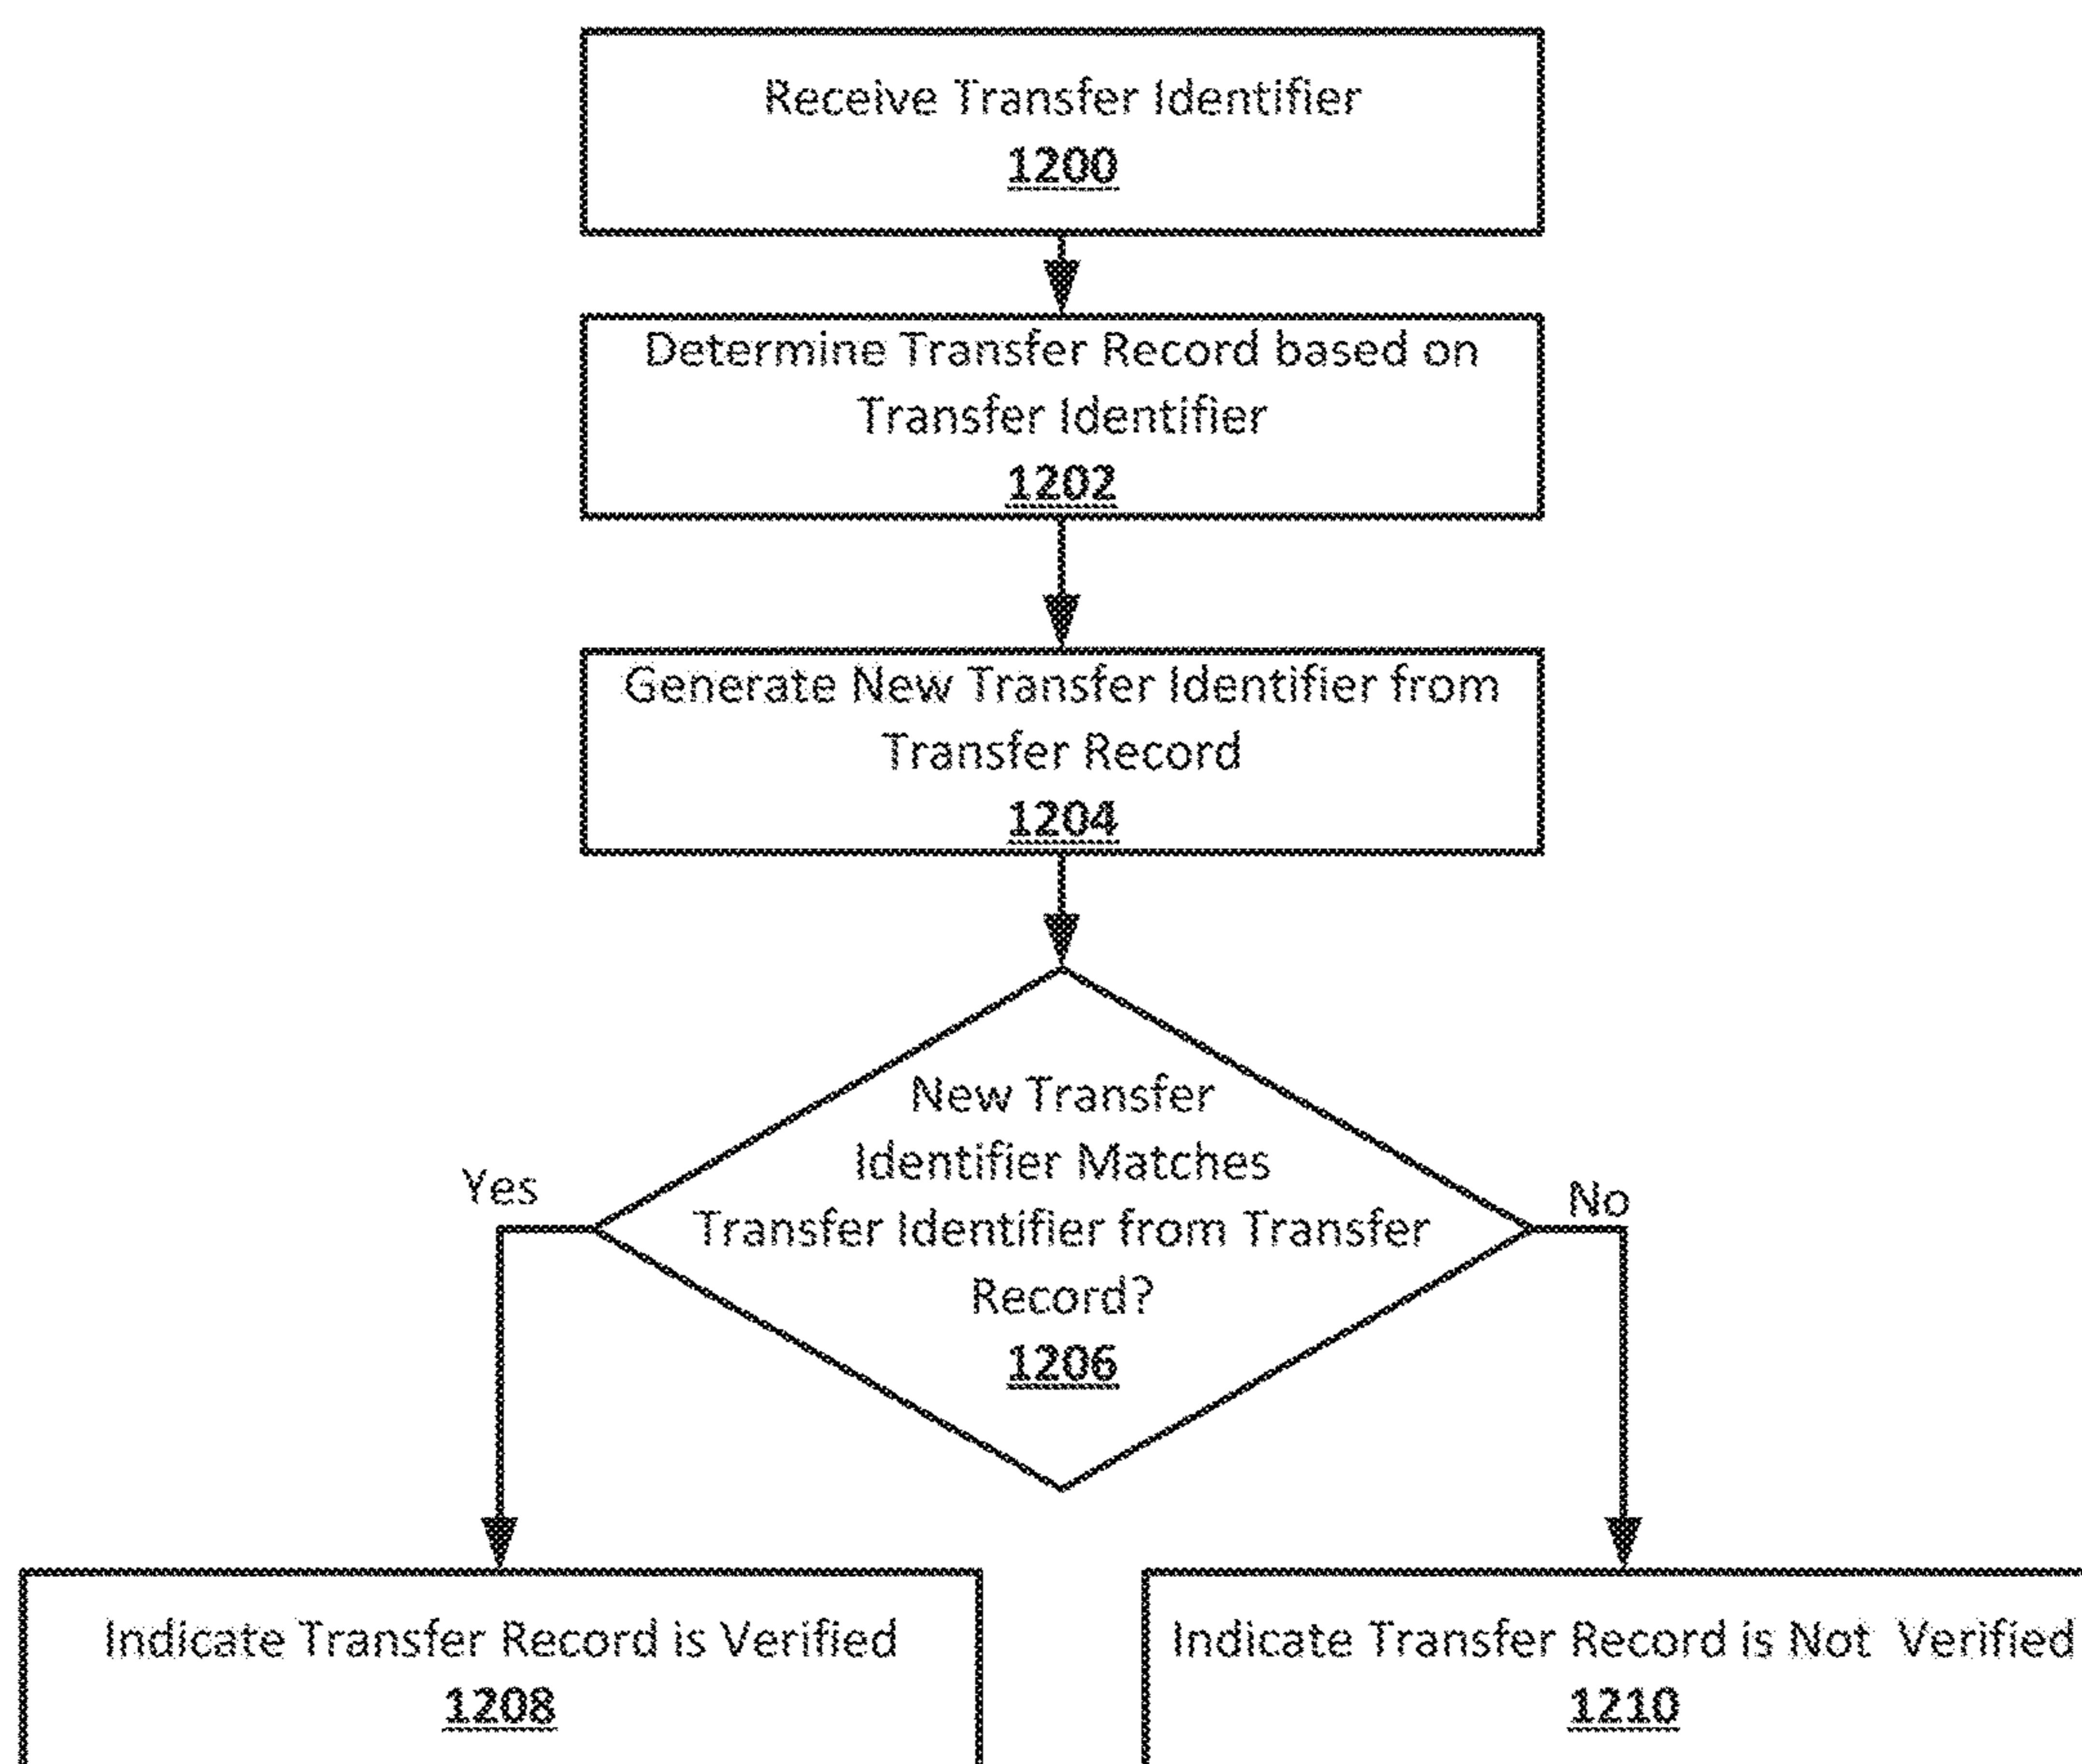 Receive Transfer Identifier
1200
Determine Transfer Record based on
Transfer Identifier
1202
Generate New Transfer Identifier from
Transfer Record
1204
New Transfer
Identifier Matches
Transfer Identifier from Transfer
Record?
1206
Yes
No
Indicate Transfer Record is Verified
1208
Indicate Transfer Record is Not Verified
1210